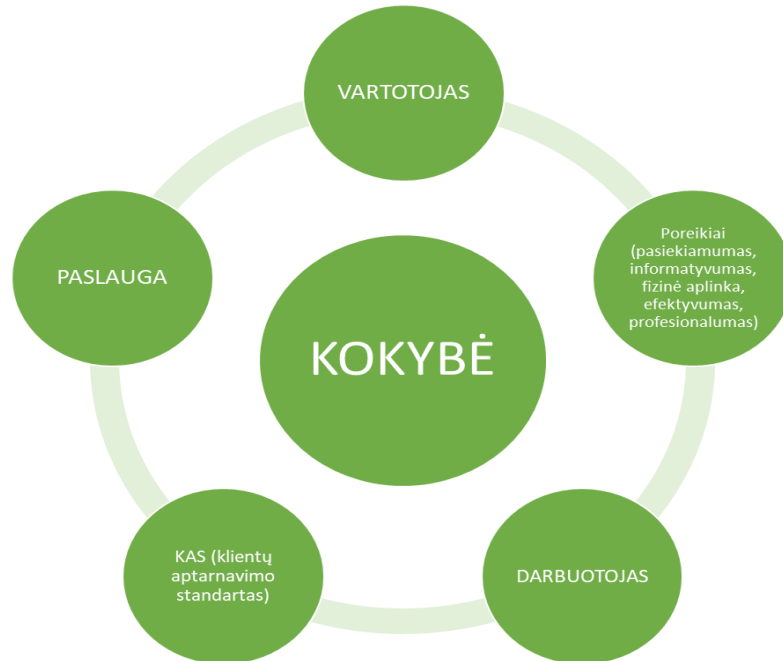 VARTOTOJAS
Poreikiai
(pasiekiamumas,
informatyvumas,
fizinė aplinka,
efektyvumas,
profesionalumas)
PASLAUGA
KOKYBĖ
KAS (klientų
aptarnavimo
standartas)
DARBUOTOJAS